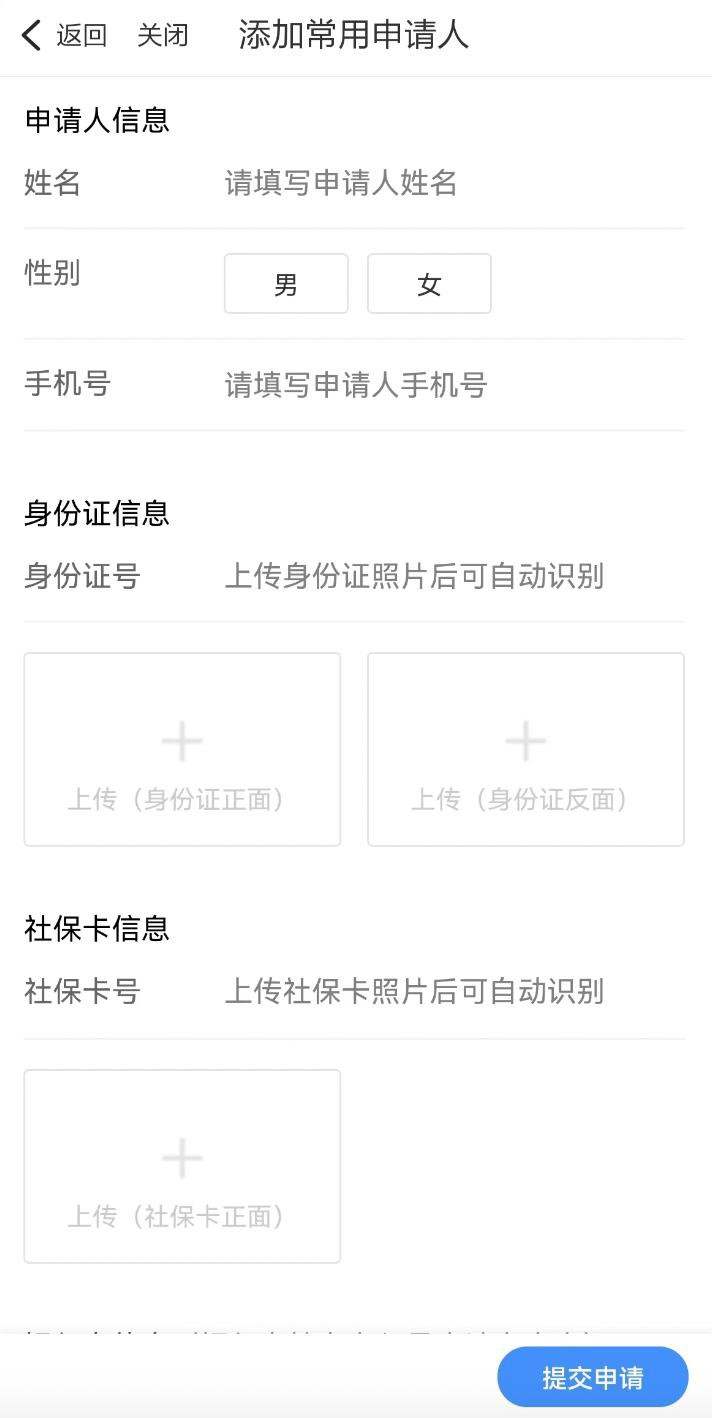 返回 关闭 添加常用申请人
申请人信息
姓名 请填写申请人姓名
性别 男 女
手机号 请填写申请人手机号
身份证信息
身份证号 上传身份证照片后可自动识别
上传（身份证正面） 上传（身份证反面）
社保卡信息
社保卡号 上传社保卡照片后可自动识别
上传（社保卡正面）
提交申请